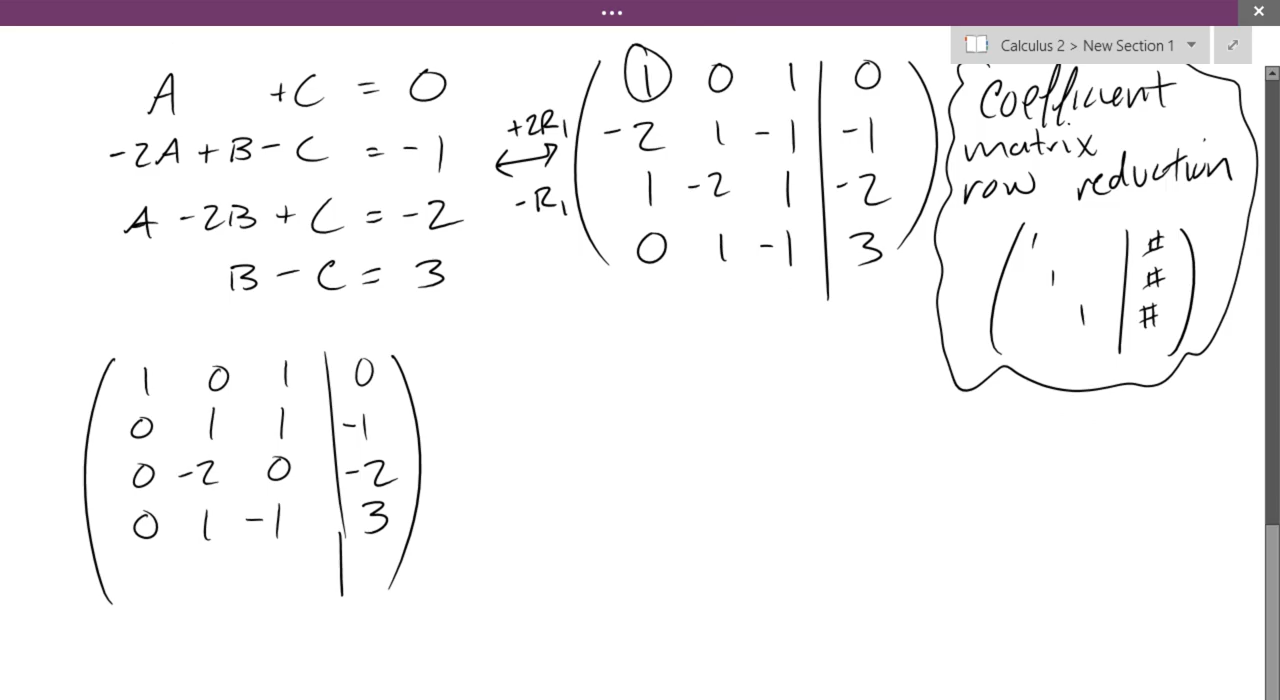 Calculus 2 > New Section 1
A +C = 0
-2A + B - C = -1
A - 2B + C = -2
B - C = 3
+2R1
-R1
1 0 1 | 0
-2 1 -1 | -1
1 -2 1 | -2
0 1 -1 | 3
Coefficient
matrix
row reduction
1 | #
1 | #
1 | #
1 0 1 | 0
0 1 1 | -1
0 -2 0 | -2
0 1 -1 | 3